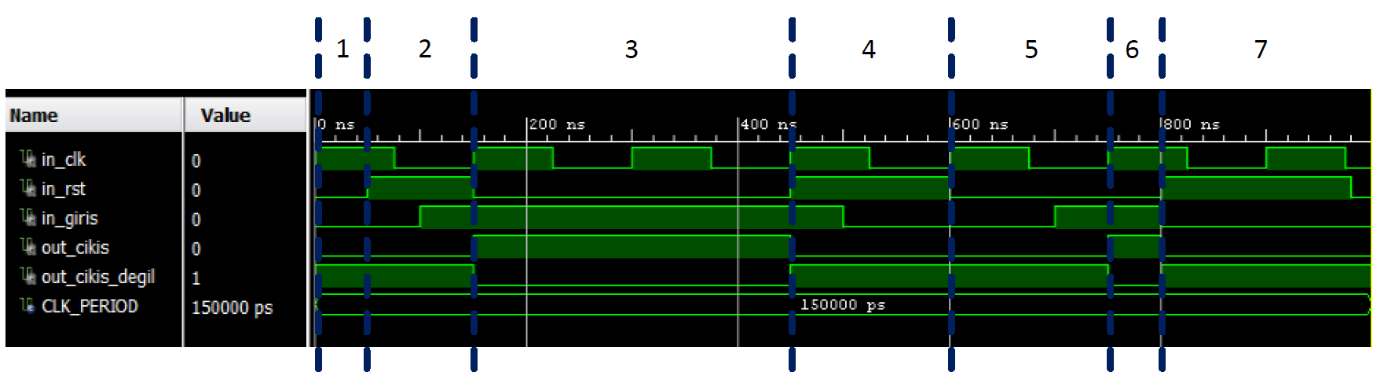 1 2 3 4 5 6 7
Name Value
0 ns 200 ns 400 ns 600 ns 800 ns
in_clk 0
in_rst 0
in_giris 0
out_cikis 0
out_cikis_degil 1
CLK_PERIOD 150000 ps 150000 ps